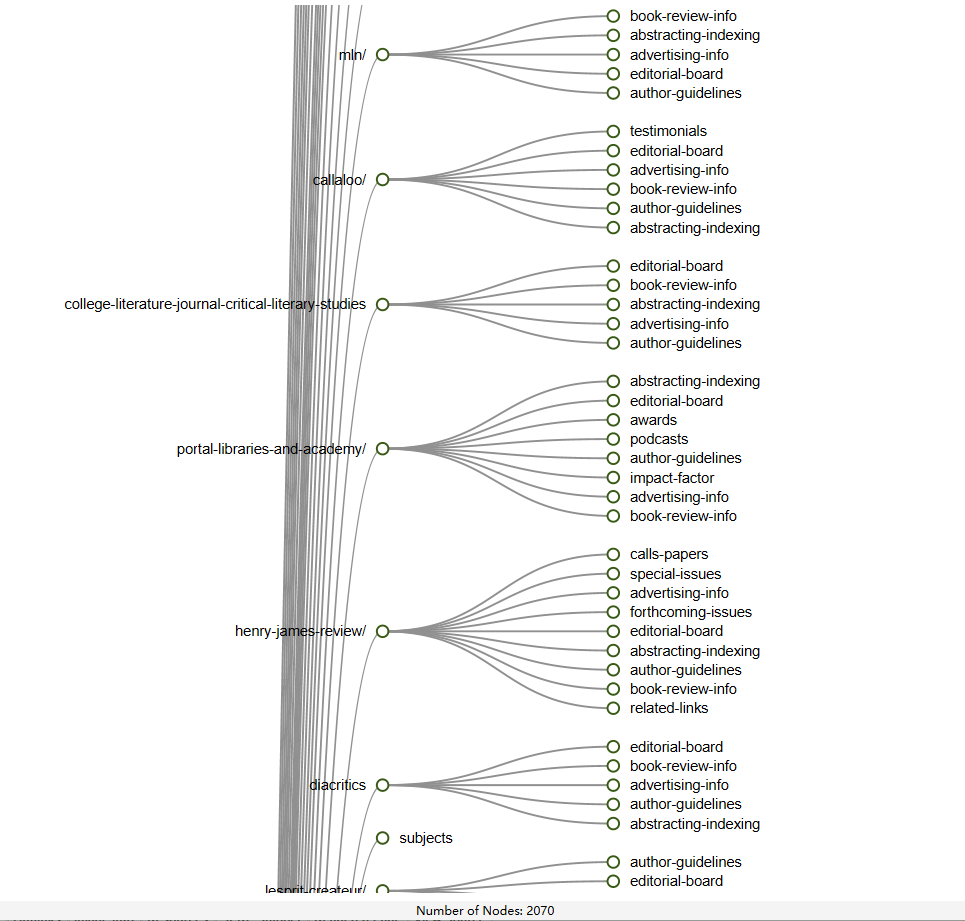 mln/
book-review-info
abstracting-indexing
advertising-info
editorial-board
author-guidelines
callaloo/
testimonials
editorial-board
advertising-info
book-review-info
author-guidelines
abstracting-indexing
college-literature-journal-critical-literary-studies
editorial-board
book-review-info
abstracting-indexing
advertising-info
author-guidelines
portal-libraries-and-academy/
abstracting-indexing
editorial-board
awards
podcasts
author-guidelines
impact-factor
advertising-info
book-review-info
henry-james-review/
calls-papers
special-issues
advertising-info
forthcoming-issues
editorial-board
abstracting-indexing
author-guidelines
book-review-info
related-links
diacritics
editorial-board
book-review-info
advertising-info
author-guidelines
abstracting-indexing
subjects
lesprit-createur/
author-guidelines
editorial-board
Number of Nodes: 2070